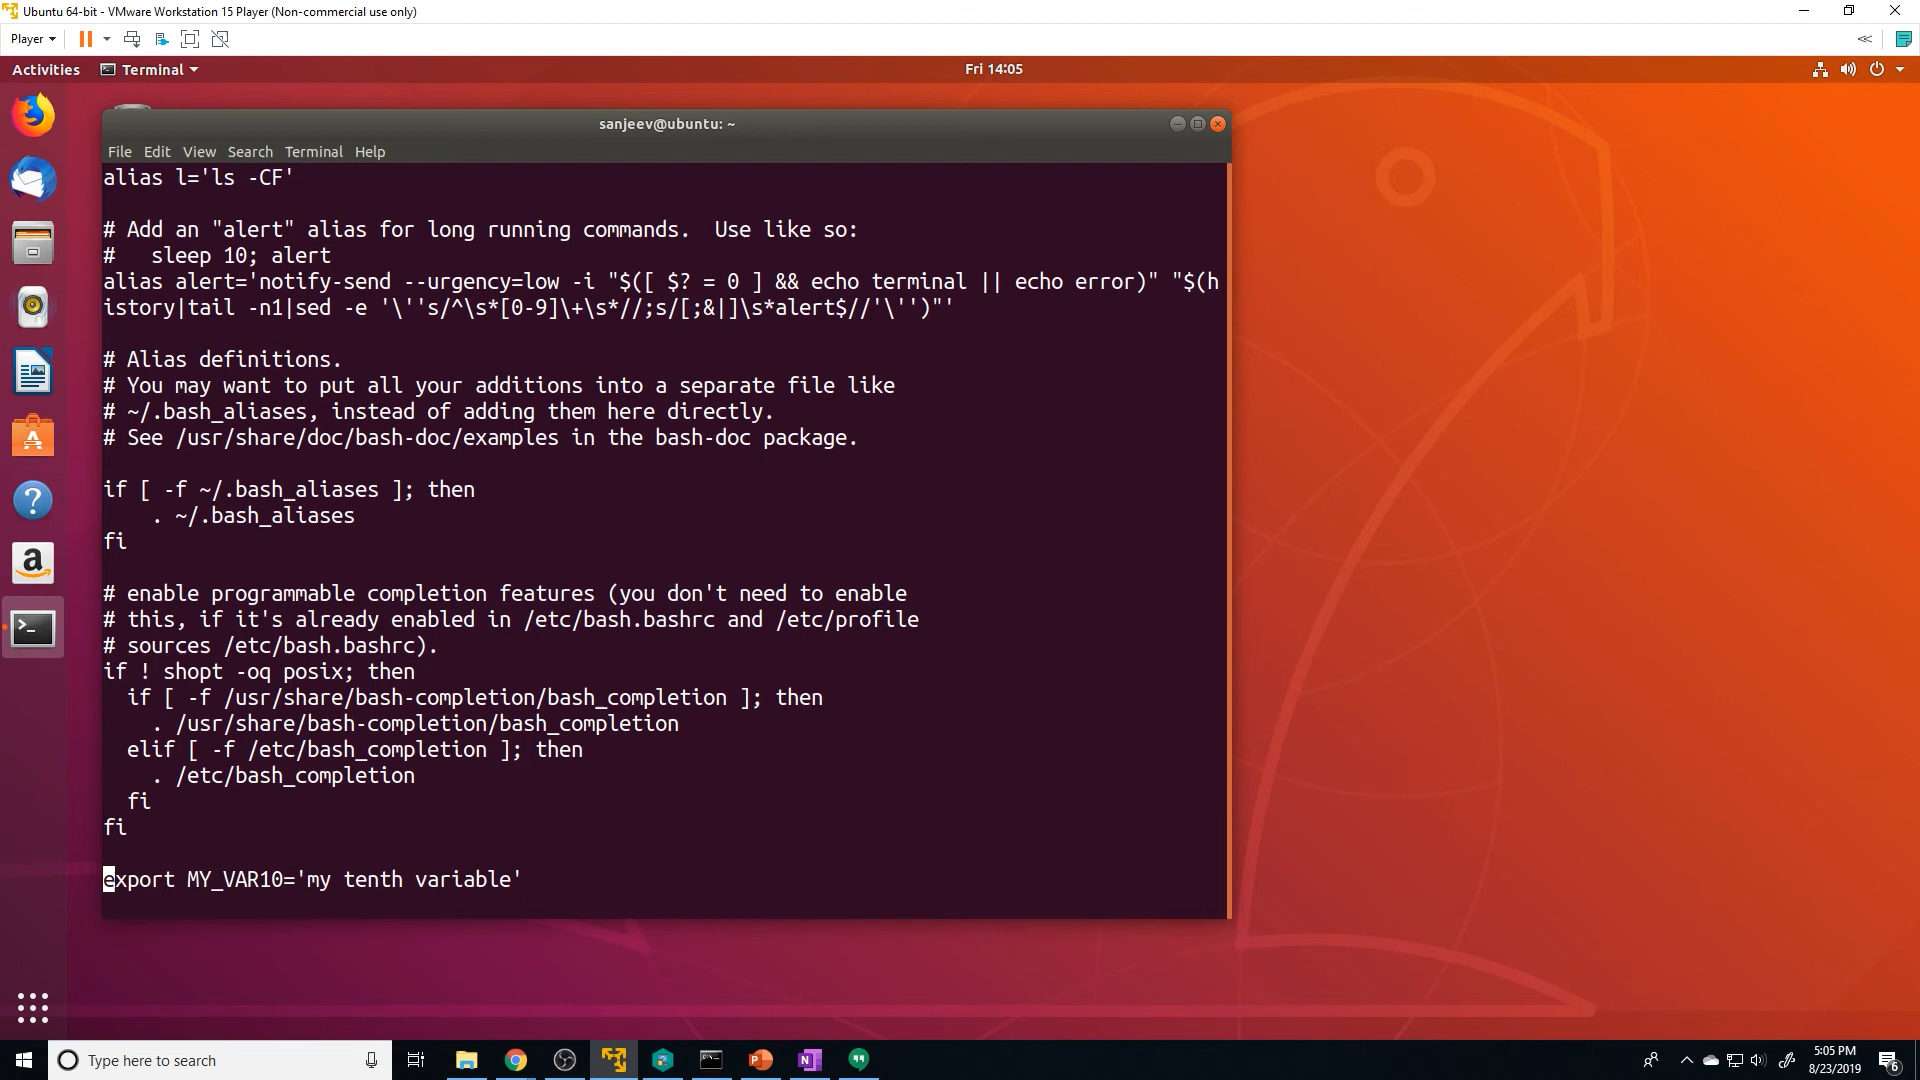 Ubuntu 64-bit - VMware Workstation 15 Player (Non-commercial use only)
Player
Activities
Terminal
Fri 14:05
sanjeev@ubuntu: ~
File Edit View Search Terminal Help
alias l='ls -CF'
# Add an "alert" alias for long running commands.  Use like so:
#   sleep 10; alert
alias alert='notify-send --urgency=low -i "$([ $? = 0 ] && echo terminal || echo error)" "$(h
istory|tail -n1|sed -e '\''s/^\s*[0-9]\+\s*//;s/[;&|]\s*alert$//'\'')"'
# Alias definitions.
# You may want to put all your additions into a separate file like
# ~/.bash_aliases, instead of adding them here directly.
# See /usr/share/doc/bash-doc/examples in the bash-doc package.
if [ -f ~/.bash_aliases ]; then
    . ~/.bash_aliases
fi
# enable programmable completion features (you don't need to enable
# this, if it's already enabled in /etc/bash.bashrc and /etc/profile
# sources /etc/bash.bashrc).
if ! shopt -oq posix; then
  if [ -f /usr/share/bash-completion/bash_completion ]; then
    . /usr/share/bash-completion/bash_completion
  elif [ -f /etc/bash_completion ]; then
    . /etc/bash_completion
  fi
fi
export MY_VAR10='my tenth variable'
Type here to search
5:05 PM
8/23/2019
6